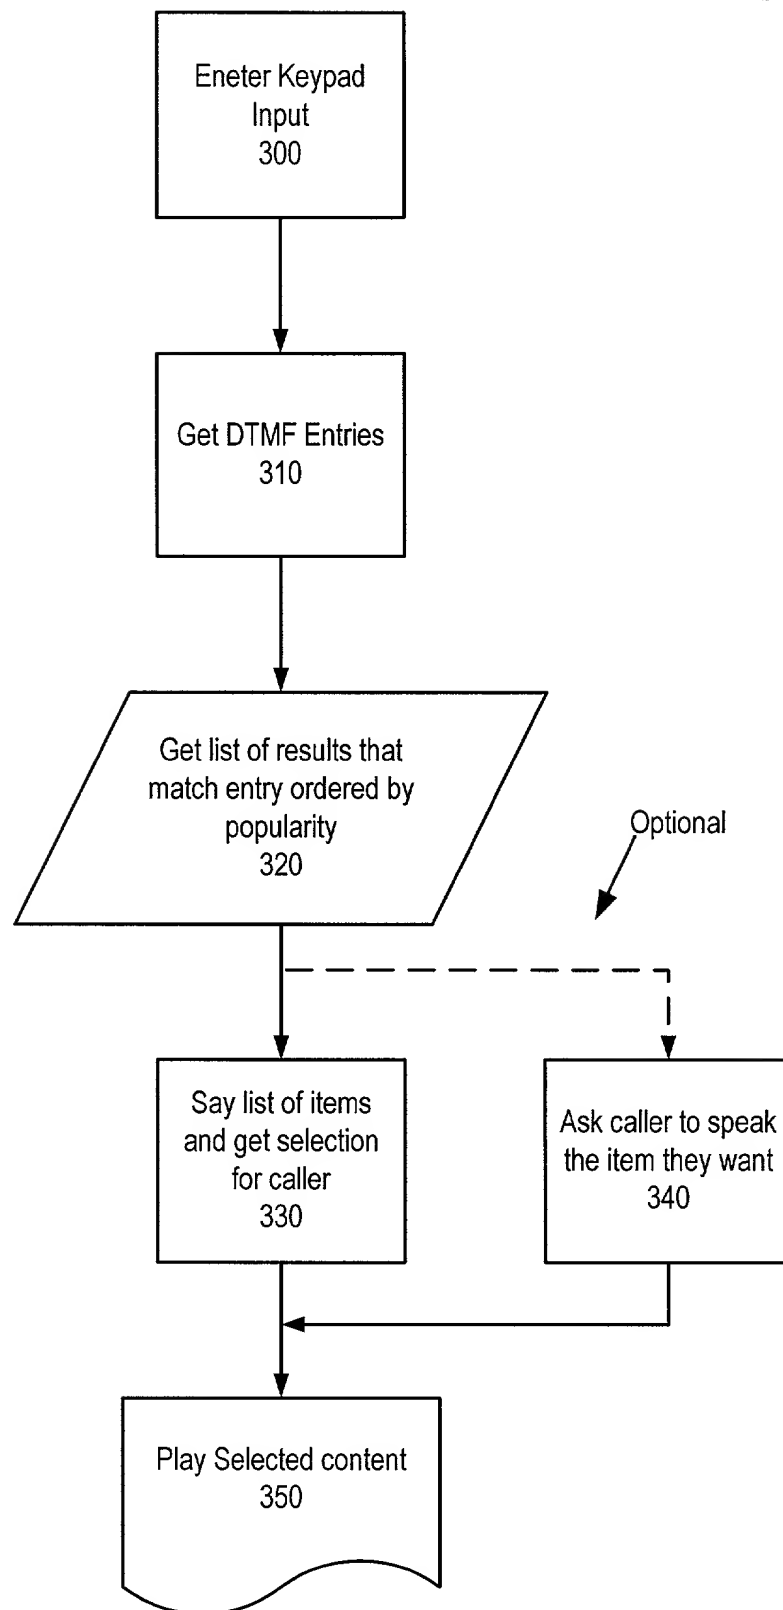 Eneter Keypad
Input
300
Get DTMF Entries
310
Get list of results that
match entry ordered by
popularity
320
Optional
Say list of items
and get selection
for caller
330
Ask caller to speak
the item they want
340
Play Selected content
350